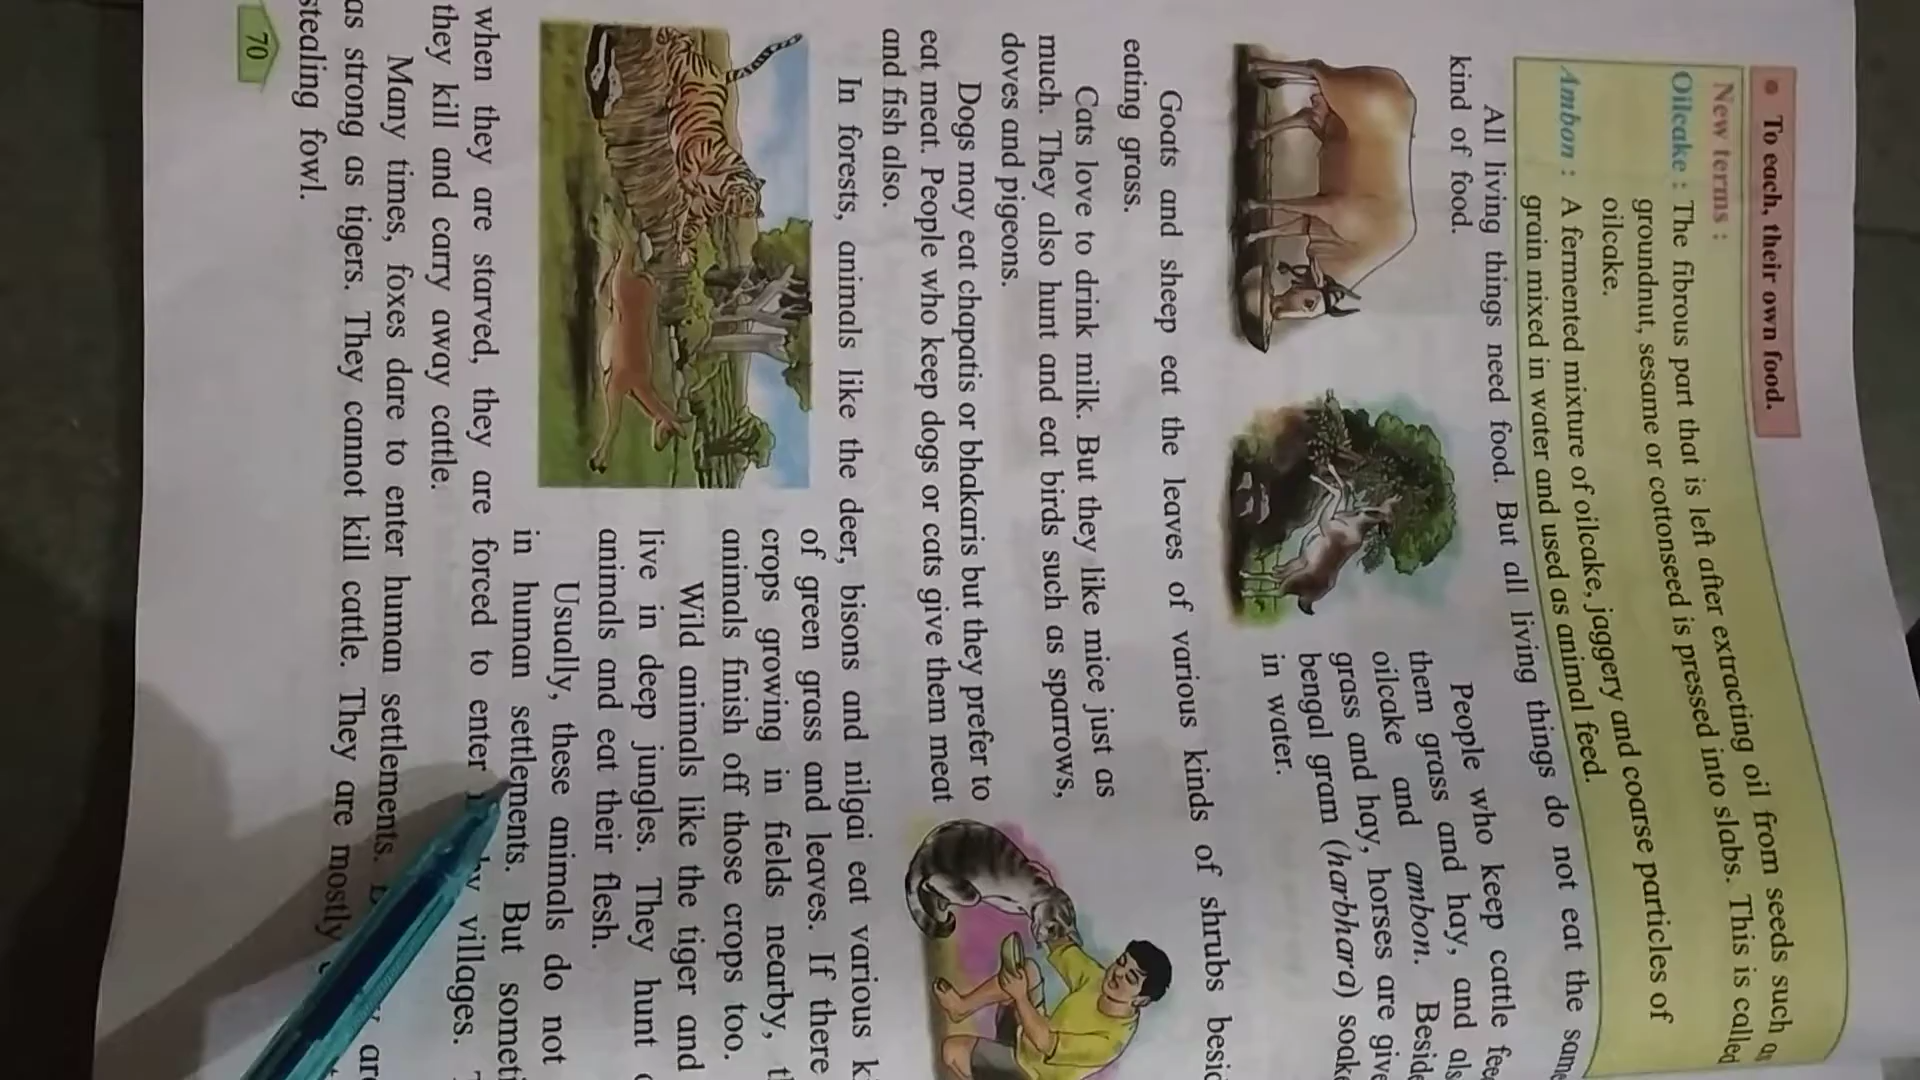 • To each, their own food.
New terms :
Oilcake : The fibrous part that is left after extracting oil from seeds such as
groundnut, sesame or cottonseed is pressed into slabs. This is called
oilcake.
Ambon : A fermented mixture of oilcake, jaggery and coarse particles of
grain mixed in water and used as animal feed.
All living things need food. But all living things do not eat the same
kind of food.
People who keep cattle fee
them grass and hay, and als
oilcake and ambon. Beside
grass and hay, horses are give
bengal gram (harbhara) soake
in water.
Goats and sheep eat the leaves of various kinds of shrubs besid
eating grass.
Cats love to drink milk. But they like mice just as
much. They also hunt and eat birds such as sparrows,
doves and pigeons.
Dogs may eat chapatis or bhakaris but they prefer to
eat meat. People who keep dogs or cats give them meat
and fish also.
In forests, animals like the deer, bisons and nilgai eat various k
of green grass and leaves. If there
crops growing in fields nearby, t
animals finish off those crops too.
Wild animals like the tiger and
live in deep jungles. They hunt
animals and eat their flesh.
Usually, these animals do not
in human settlements. But someti
when they are starved, they are forced to enter villages.
they kill and carry away cattle.
Many times, foxes dare to enter human settlements. are
as strong as tigers. They cannot kill cattle. They are mostly
stealing fowl.
70